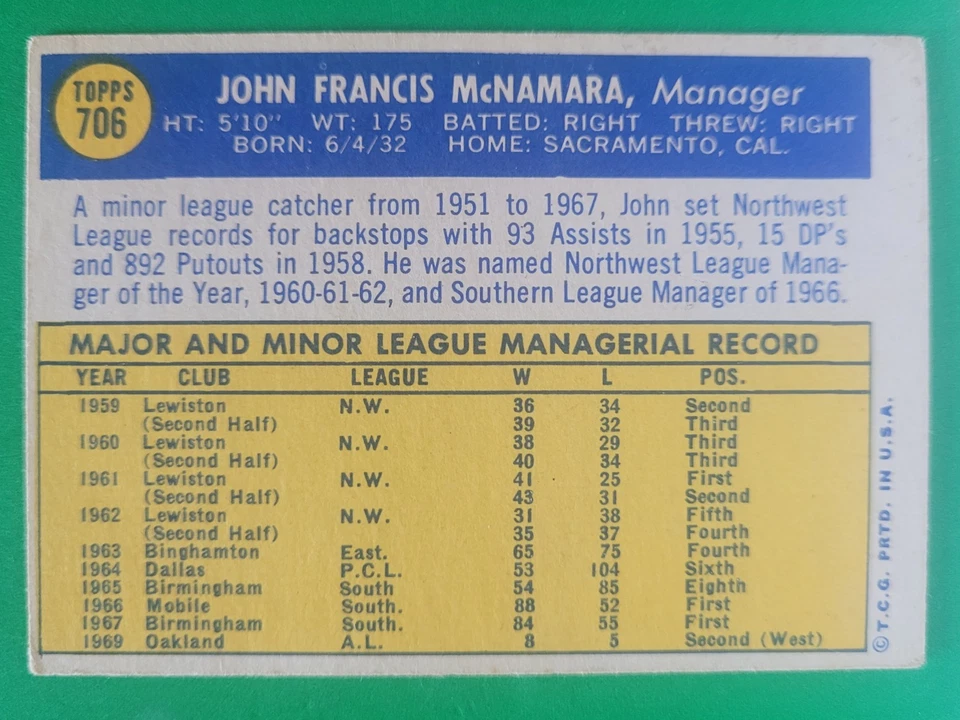 TOPPS
706
JOHN FRANCIS McNAMARA, Manager
HT: 5'10" WT: 175 BATTED: RIGHT THREW: RIGHT
BORN: 6/4/32 HOME: SACRAMENTO, CAL.
A minor league catcher from 1951 to 1967, John set Northwest
League records for backstops with 93 Assists in 1955, 15 DP's
and 892 Putouts in 1958. He was named Northwest League Mana-
ger of the Year, 1960-61-62, and Southern League Manager of 1966.
MAJOR AND MINOR LEAGUE MANAGERIAL RECORD
YEAR CLUB LEAGUE W L POS.
1959 Lewiston N.W. 36 34 Second
(Second Half) 39 32 Third
1960 Lewiston N.W. 38 29 Third
(Second Half) 40 34 Third
1961 Lewiston N.W. 41 25 First
(Second Half) 43 31 Second
1962 Lewiston N.W. 31 38 Fifth
(Second Half) 35 37 Fourth
1963 Binghamton East. 65 75 Fourth
1964 Dallas P.C.L. 53 104 Sixth
1965 Birmingham South 54 85 Eighth
1966 Mobile South. 88 52 First
1967 Birmingham South. 84 55 First
1969 Oakland A.L. 8 5 Second (West)
©T.C.G. PRTD. IN U.S.A.